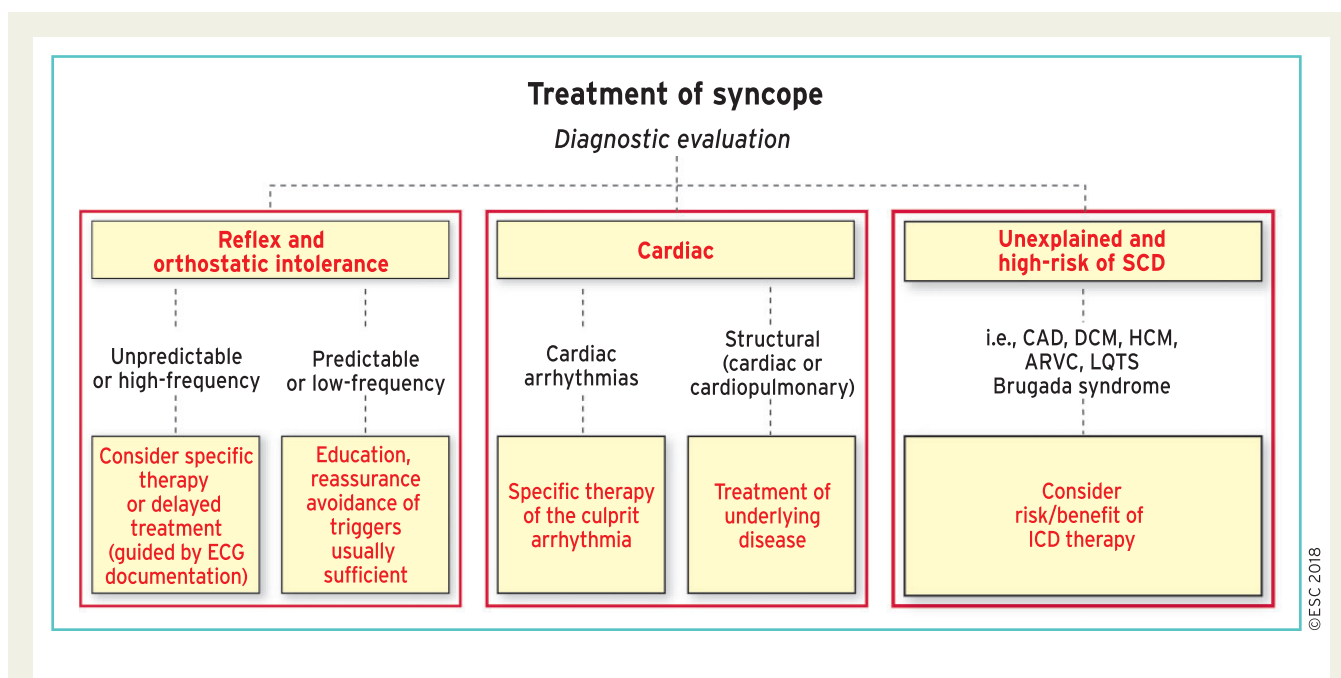 Treatment of syncope
Diagnostic evaluation
Reflex and
orthostatic intolerance
Unpredictable
or high-frequency
Predictable
or low-frequency
Consider specific
therapy
or delayed
treatment
(guided by ECG
documentation)
Education,
reassurance
avoidance of
triggers
usually
sufficient
Cardiac
Cardiac
arrhythmias
Structural
(cardiac or
cardiopulmonary)
Specific therapy
of the culprit
arrhythmia
Treatment of
underlying
disease
Unexplained and
high-risk of SCD
i.e., CAD, DCM, HCM,
ARVC, LQTS
Brugada syndrome
Consider
risk/benefit of
ICD therapy
©ESC 2018